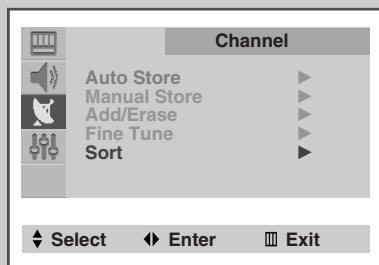 Channel
Auto Store ▶
Manual Store ▶
Add/Erase ▶
Fine Tune ▶
Sort ▶
Select Enter Exit